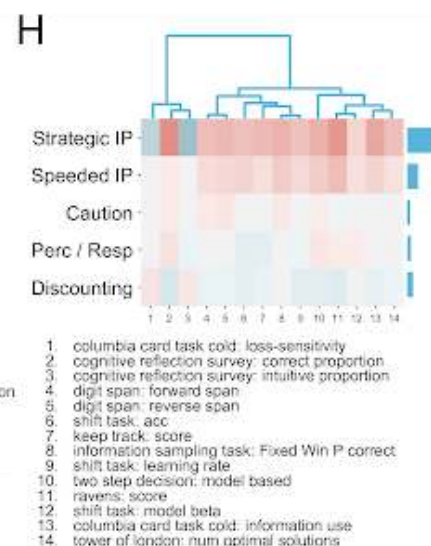 H
Strategic IP
Speeded IP
Caution
Perc / Resp
Discounting
1 2 3 4 5 6 7 8 9 10 11 12 13 14
1. columbia card task cold: loss-sensitivity
2. cognitive reflection survey: correct proportion
3. cognitive reflection survey: intuitive proportion
on 4. digit span: forward span
5. digit span: reverse span
6. shift task: acc
7. keep track: score
8. information sampling task: Fixed Win P correct
9. shift task: learning rate
10. two step decision: model based
11. ravens: score
12. shift task: model beta
13. columbia card task cold: information use
14. tower of london: num optimal solutions